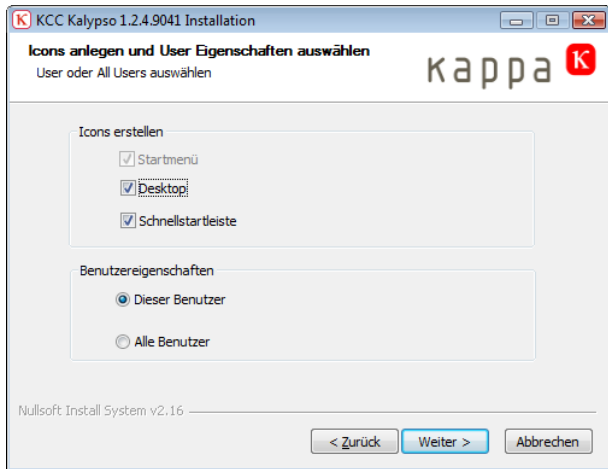 KCC Kalypso 1.2.4.9041 Installation
Icons anlegen und User Eigenschaften auswählen
User oder All Users auswählen
kappa K
Icons erstellen
Startmenü
Desktop
Schnellstartleiste
Benutzereigenschaften
Dieser Benutzer
Alle Benutzer
Nullsoft Install System v2.16
< Zurück Weiter > Abbrechen